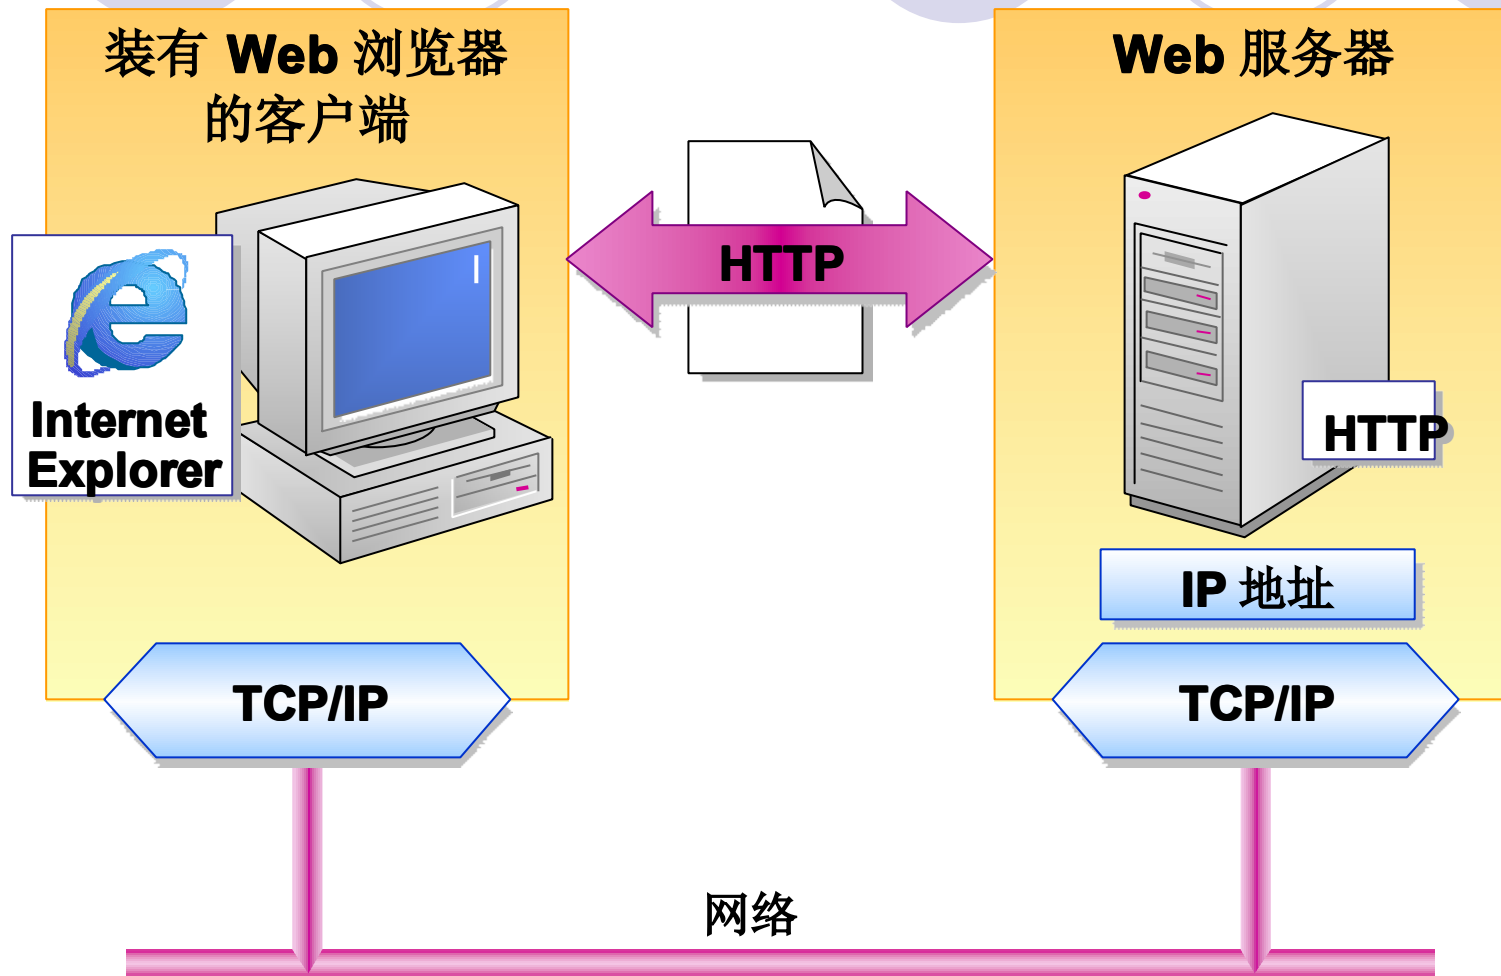 装有 Web 浏览器
的客户端
Web 服务器
HTTP
Internet
Explorer
HTTP
IP 地址
TCP/IP
TCP/IP
网络